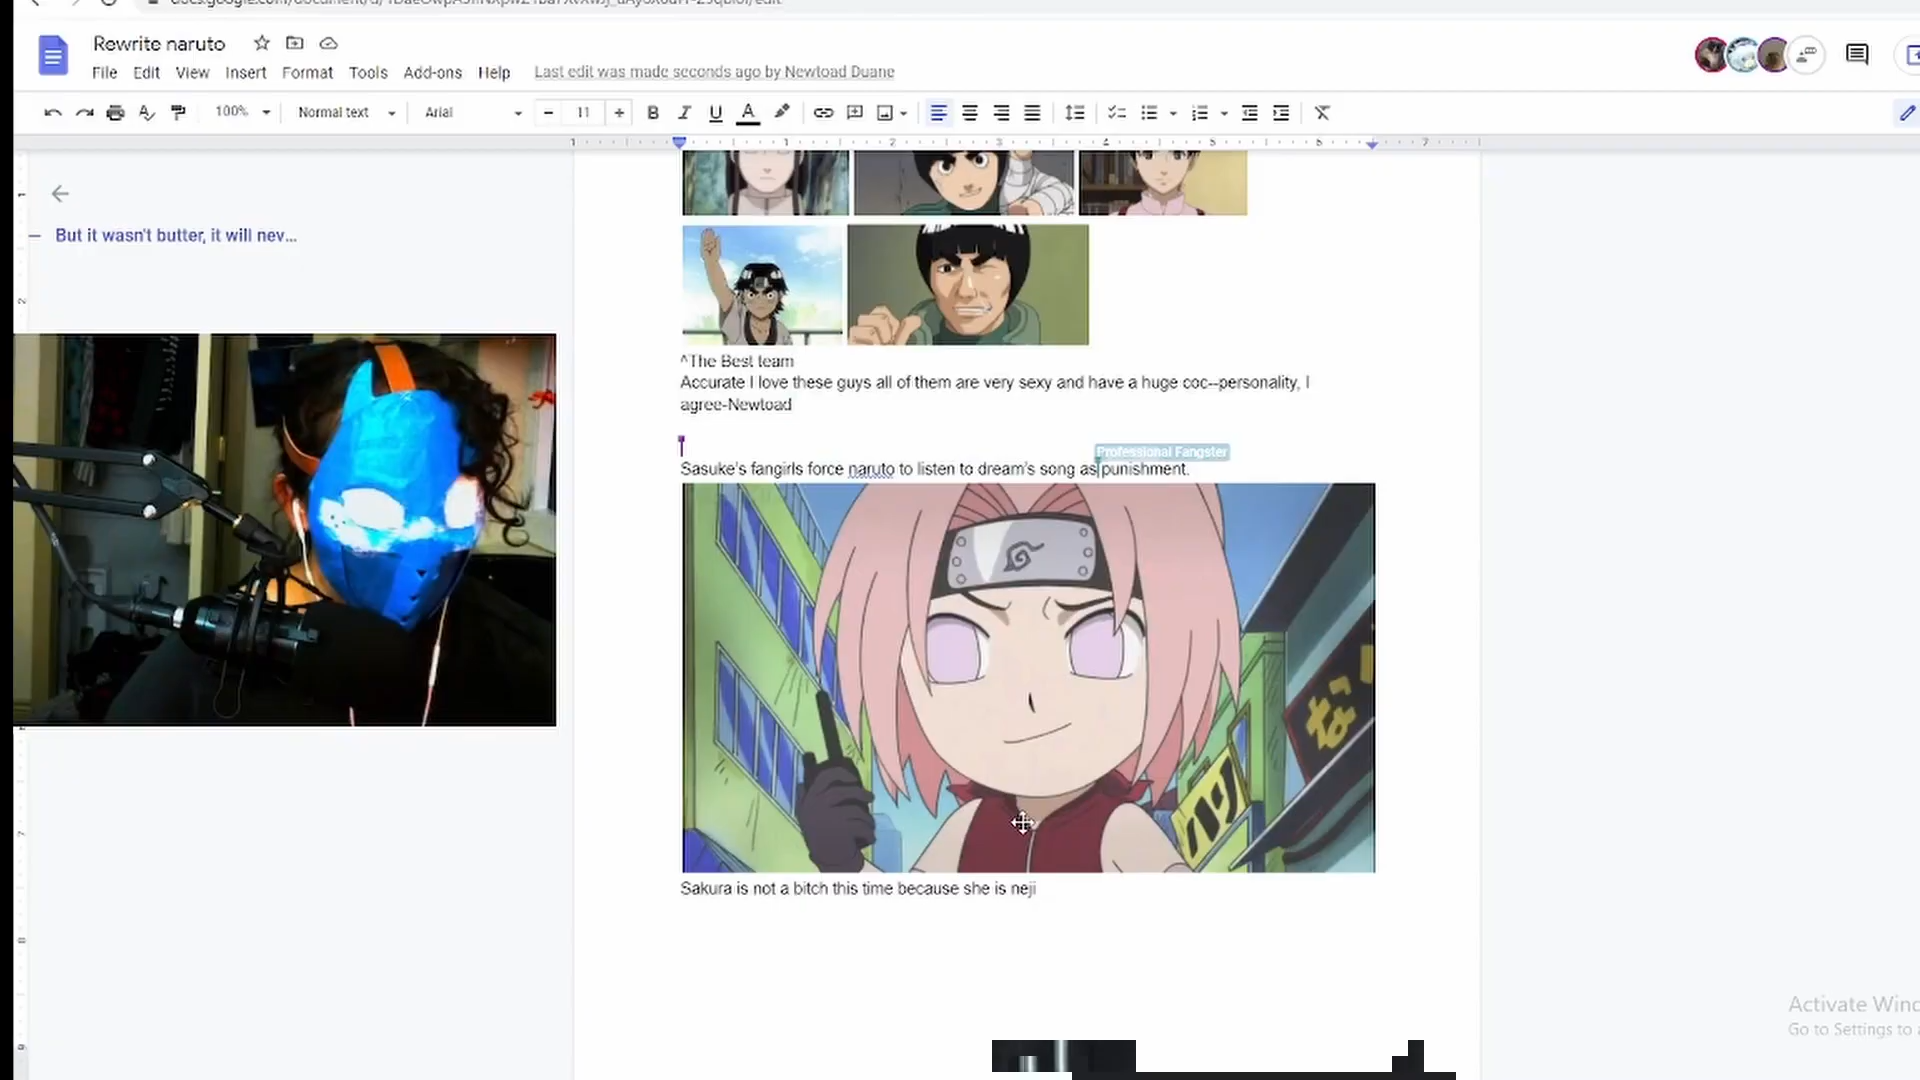 Rewrite naruto
File Edit View Insert Format Tools Add-ons Help Last edit was made seconds ago by Newtoad Duane
100% Normal text Arial 11
But it wasn't butter, it will nev...
^The Best team
Accurate I love these guys all of them are very sexy and have a huge coc--personality, I
agree-Newtoad
Professional Fangster
Sasuke's fangirls force naruto to listen to dream's song as punishment.
Sakura is not a bitch this time because she is neji
Activate Winc
Go to Settings to a